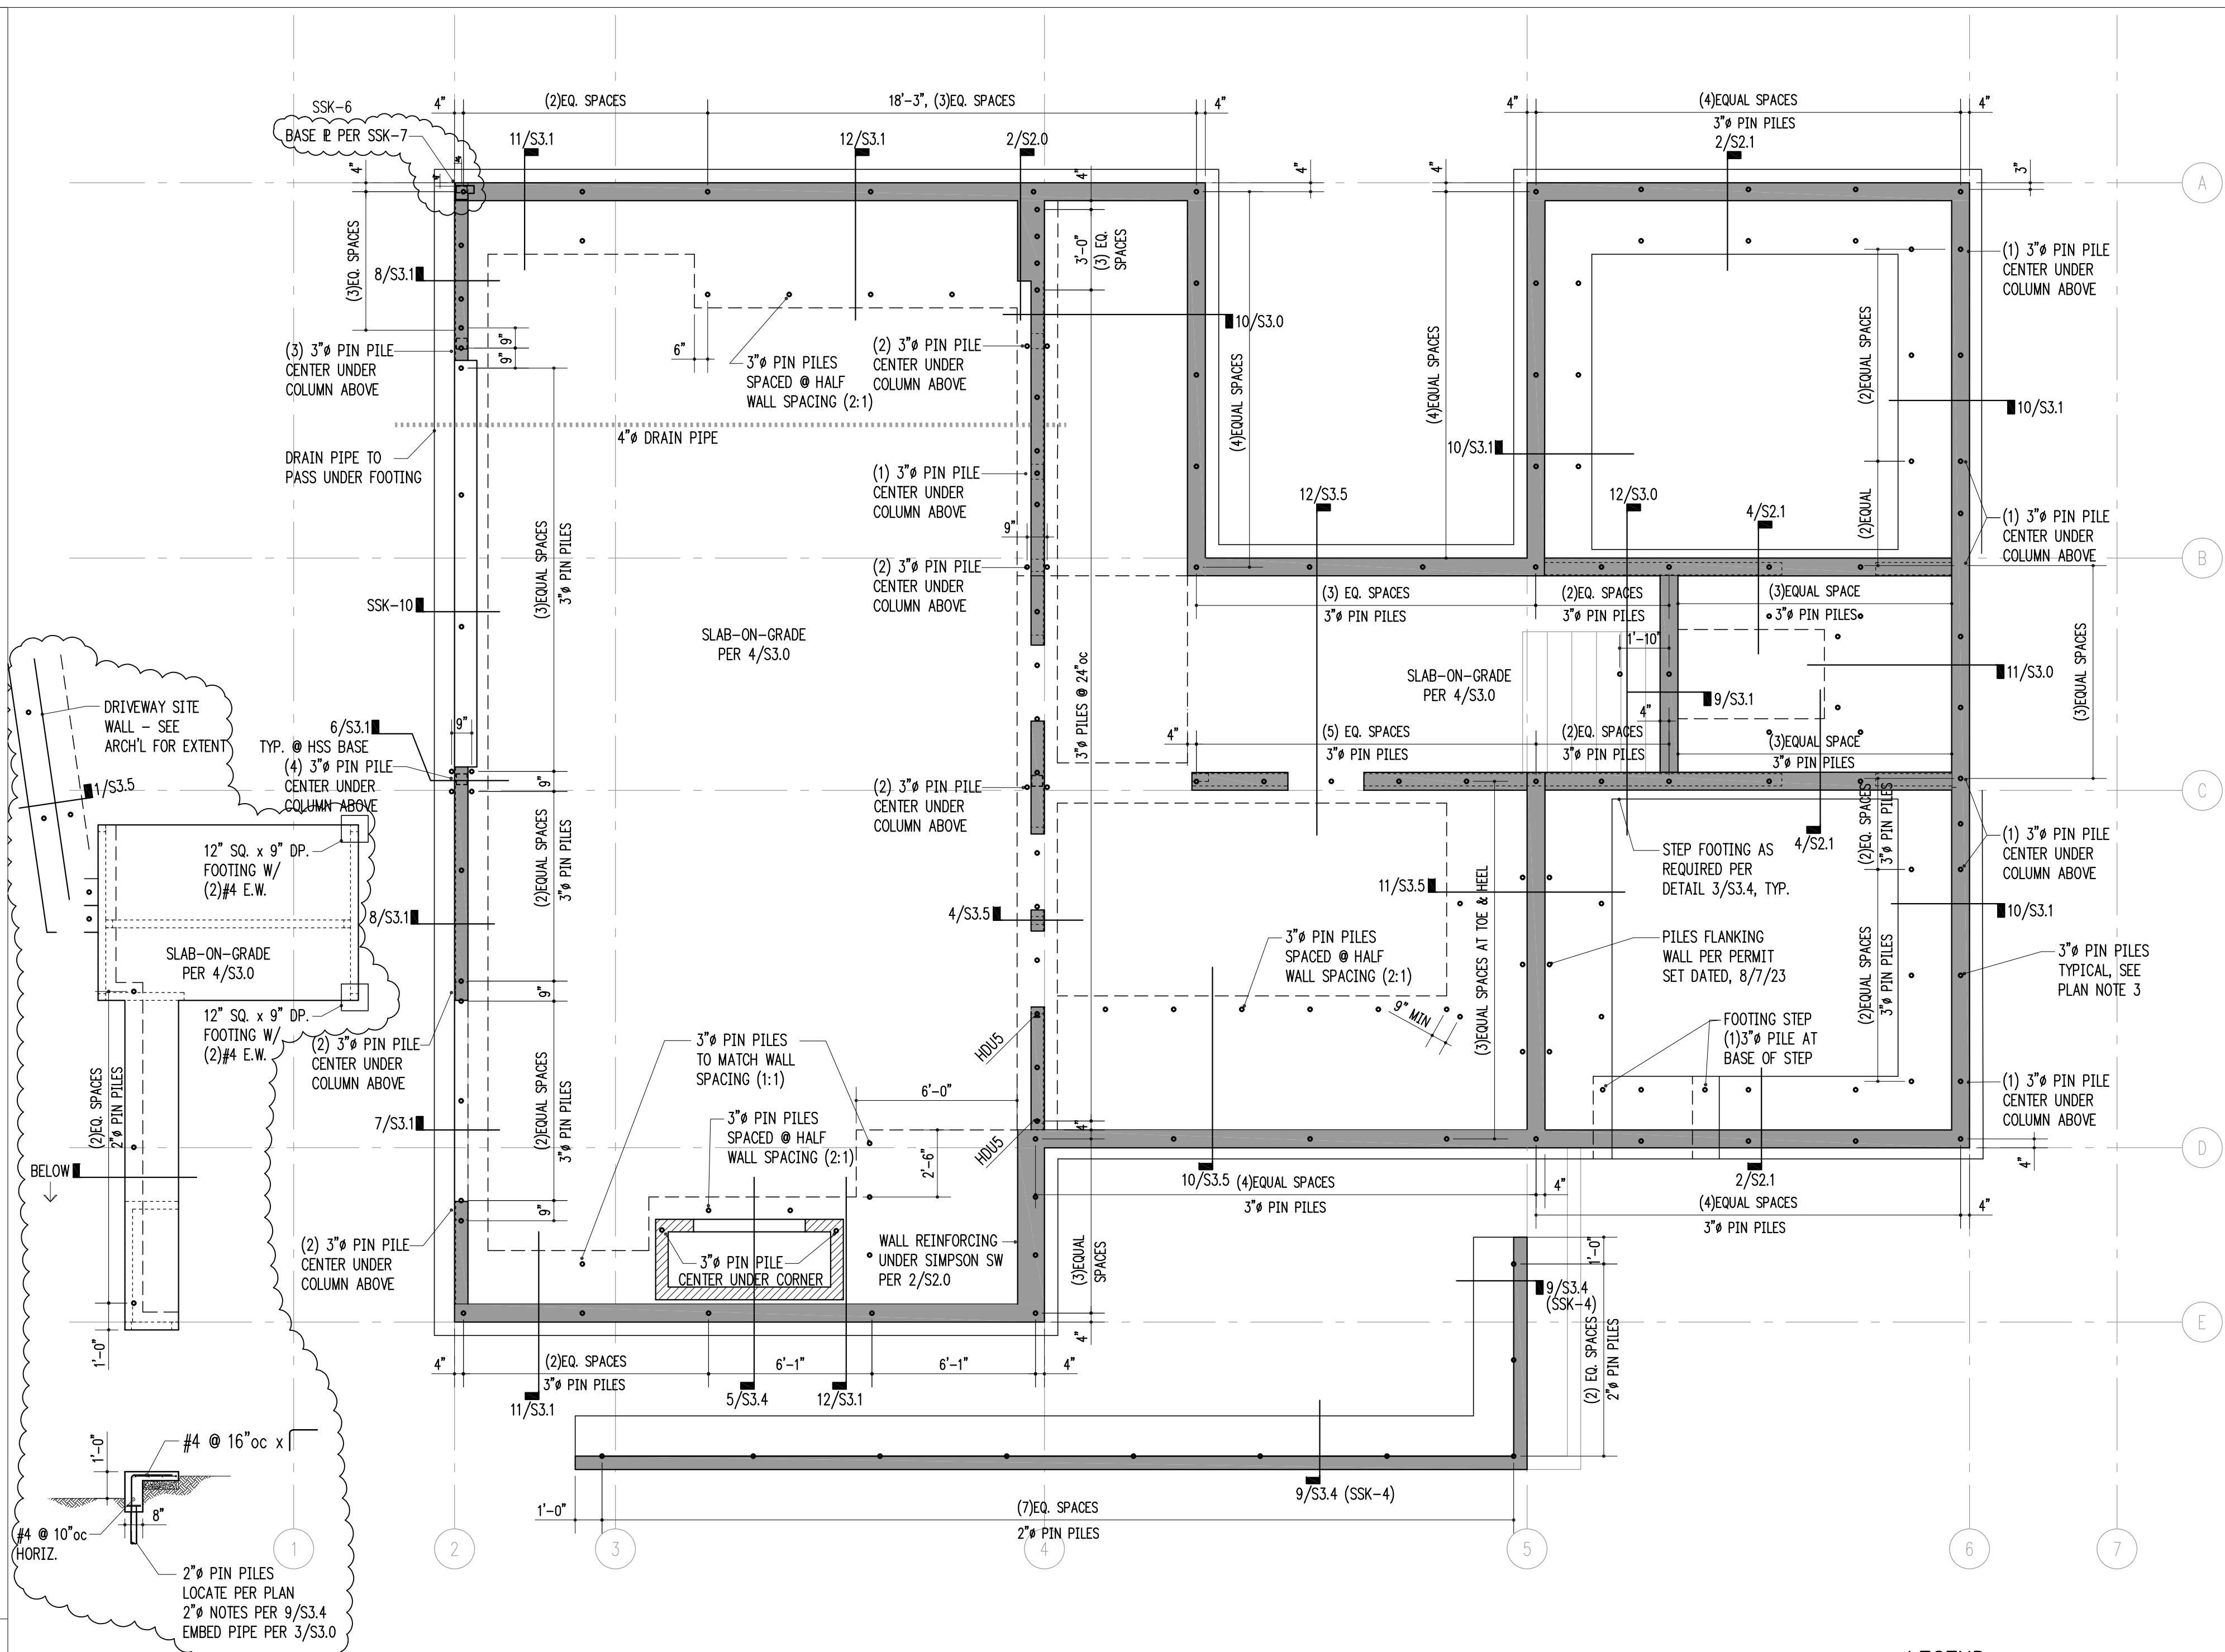 SSK-6
BASE PL PER SSK-7
4"
(2)EQ. SPACES
18'-3", (3)EQ. SPACES
4"
4"
(4)EQUAL SPACES
3"ø PIN PILES
4"
11/S3.1
12/S3.1
2/S2.0
2/S2.1
4"
4"
4"
4"
3"
A
(3)EQ. SPACES
8/S3.1
3'-0"
(3) EQ.
SPACES
(1) 3"ø PIN PILE
CENTER UNDER
COLUMN ABOVE
10/S3.0
(3) 3"ø PIN PILE
CENTER UNDER
COLUMN ABOVE
9"
9"
6"
3"ø PIN PILES
SPACED @ HALF
WALL SPACING (2:1)
(2) 3"ø PIN PILE
CENTER UNDER
COLUMN ABOVE
(4)EQUAL SPACES
(4)EQUAL SPACES
(2)EQUAL SPACES
10/S3.1
4"ø DRAIN PIPE
DRAIN PIPE TO
PASS UNDER FOOTING
10/S3.1
(1) 3"ø PIN PILE
CENTER UNDER
COLUMN ABOVE
12/S3.5
12/S3.0
4/S2.1
(2)EQUAL
(1) 3"ø PIN PILE
CENTER UNDER
COLUMN ABOVE
9"
(3)EQUAL SPACES
3"ø PIN PILES
(2) 3"ø PIN PILE
CENTER UNDER
COLUMN ABOVE
B
SSK-10
(3) EQ. SPACES
3"ø PIN PILES
(2)EQ. SPACES
3"ø PIN PILES
(3)EQUAL SPACE
3"ø PIN PILES
SLAB-ON-GRADE
PER 4/S3.0
1'-10"
SLAB-ON-GRADE
PER 4/S3.0
11/S3.0
(3)EQUAL SPACES
9/S3.1
4"
3"ø PILES @ 24"oc
DRIVEWAY SITE
WALL - SEE
ARCH'L FOR EXTENT
6/S3.1
TYP. @ HSS BASE
(4) 3"ø PIN PILE
CENTER UNDER
COLUMN ABOVE
9"
9"
4"
(5) EQ. SPACES
3"ø PIN PILES
(2)EQ. SPACES
3"ø PIN PILES
(3)EQUAL SPACE
3"ø PIN PILES
1/S3.5
(2) 3"ø PIN PILE
CENTER UNDER
COLUMN ABOVE
C
12" SQ. x 9" DP.
FOOTING W/
(2)#4 E.W.
(2)EQUAL SPACES
3"ø PIN PILES
STEP FOOTING AS
REQUIRED PER
DETAIL 3/S3.4, TYP.
4/S2.1
(2)EQ. SPACES
3"ø PIN PILES
(1) 3"ø PIN PILE
CENTER UNDER
COLUMN ABOVE
11/S3.5
8/S3.1
4/S3.5
10/S3.1
(3)EQUAL SPACES AT TOE & HEEL
SLAB-ON-GRADE
PER 4/S3.0
3"ø PIN PILES
SPACED @ HALF
WALL SPACING (2:1)
PILES FLANKING
WALL PER PERMIT
SET DATED, 8/7/23
(2)EQUAL SPACES
3"ø PIN PILES
3"ø PIN PILES
TYPICAL, SEE
PLAN NOTE 3
9"
9" MIN
12" SQ. x 9" DP.
FOOTING W/
(2)#4 E.W.
(2) 3"ø PIN PILE
CENTER UNDER
COLUMN ABOVE
3"ø PIN PILES
TO MATCH WALL
SPACING (1:1)
HDU5
FOOTING STEP
(1)3"ø PILE AT
BASE OF STEP
(2)EQ. SPACES
2"ø PIN PILES
6'-0"
(1) 3"ø PIN PILE
CENTER UNDER
COLUMN ABOVE
7/S3.1
(2)EQUAL SPACES
3"ø PIN PILES
3"ø PIN PILES
SPACED @ HALF
WALL SPACING (2:1)
4"
HDU5
2'-6"
D
4"
BELOW
10/S3.5
(4)EQUAL SPACES
3"ø PIN PILES
4"
2/S2.1
(4)EQUAL SPACES
3"ø PIN PILES
4"
9"
(2) 3"ø PIN PILE
CENTER UNDER
COLUMN ABOVE
3"ø PIN PILE
CENTER UNDER CORNER
WALL REINFORCING
UNDER SIMPSON SW
PER 2/S2.0
(3)EQUAL
SPACES
1'-0"
9/S3.4
(SSK-4)
E
4"
1'-0"
4"
(2)EQ. SPACES
3"ø PIN PILES
6'-1"
6'-1"
4"
11/S3.1
5/S3.4
12/S3.1
(2) EQ. SPACES
2"ø PIN PILES
#4 @ 16"oc x
1'-0"
8"
#4 @ 10"oc
HORIZ.
9/S3.4 (SSK-4)
1'-0"
(7)EQ. SPACES
2"ø PIN PILES
1
2
3
4
5
6
7
2"ø PIN PILES
LOCATE PER PLAN
2"ø NOTES PER 9/S3.4
EMBED PIPE PER 3/S3.0